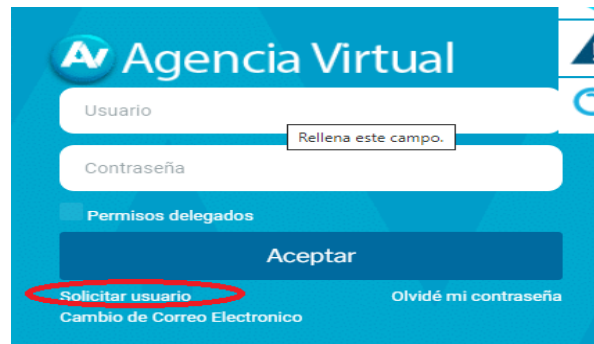 AV Agencia Virtual
Usuario
Rellena este campo.
Contraseña
Permisos delegados
Aceptar
Solicitar usuario Olvidé mi contraseña
Cambio de Correo Electronico